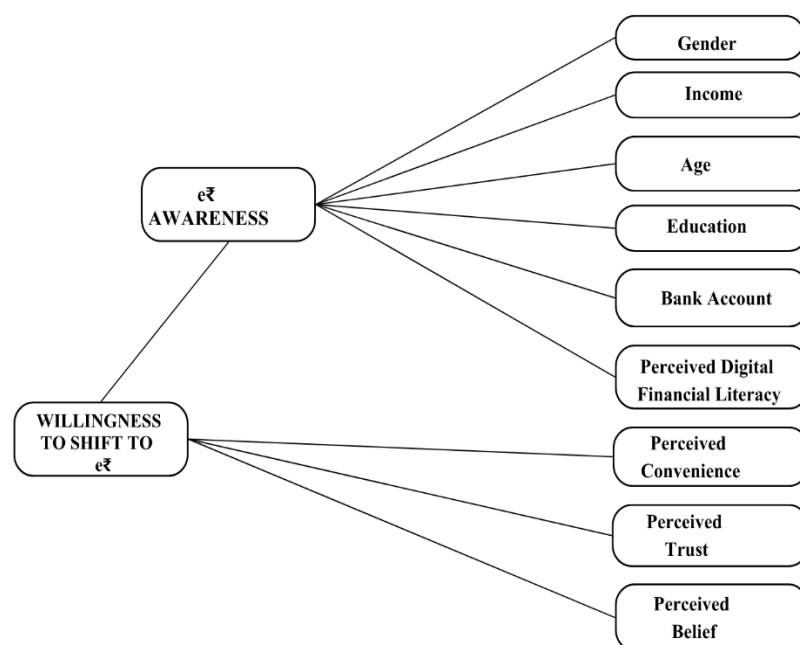 Gender
Income
e₹
AWARENESS
Age
Education
Bank Account
Perceived Digital
Financial Literacy
WILLINGNESS
TO SHIFT TO
e₹
Perceived
Convenience
Perceived
Trust
Perceived
Belief